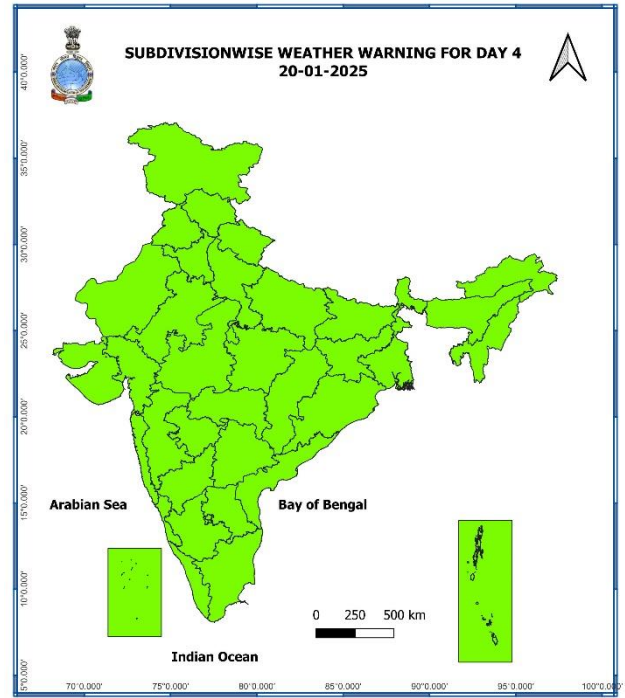 SUBDIVISIONWISE WEATHER WARNING FOR DAY 4
20-01-2025
40°0.000'
35°0.000'
30°0.000'
25°0.000'
20°0.000'
15°0.000'
10°0.000'
5°0.000'
Arabian Sea
Bay of Bengal
0 250 500 km
Indian Ocean
70°0.000' 75°0.000' 80°0.000' 85°0.000' 90°0.000' 95°0.000' 100°0.000'